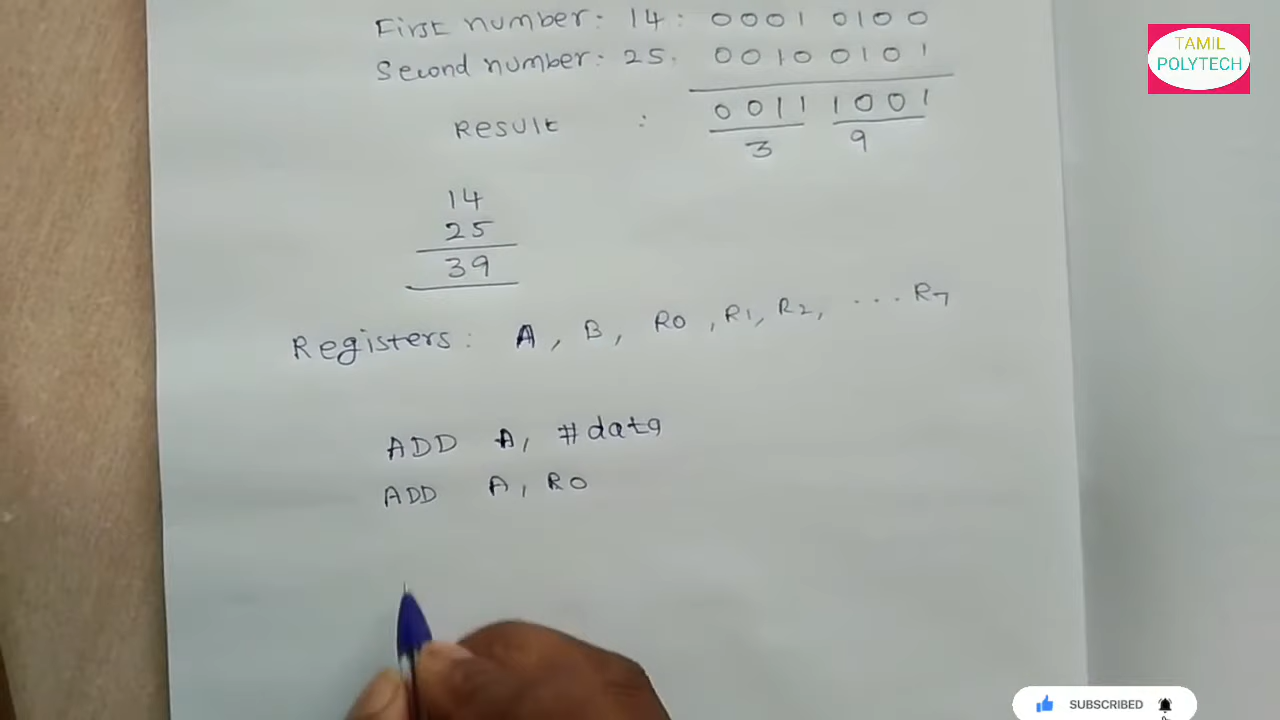 First number: 14: 0001 0100
Second number: 25: 0010 0101
Result : 0011 1001
3 9
14
25
39
Registers: A, B, R0, R1, R2, ... R7
ADD A, #data
ADD A, R0
TAMIL
POLYTECH
SUBSCRIBED